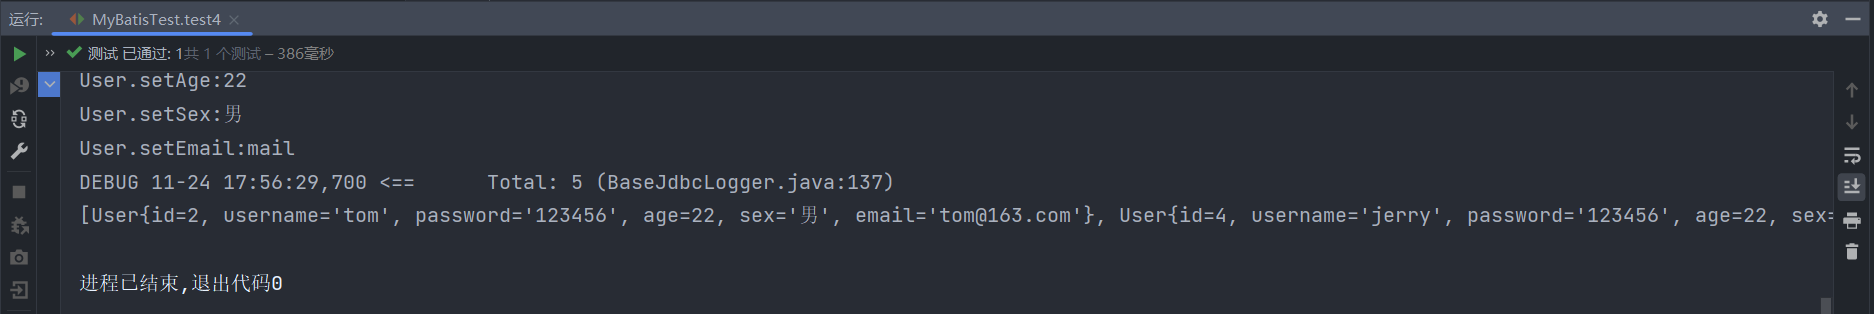 运行: MyBatisTest.test4
测试 已通过: 1共 1 个测试 – 386毫秒
User.setAge:22
User.setSex:男
User.setEmail:mail
DEBUG 11-24 17:56:29,700 <==      Total: 5 (BaseJdbcLogger.java:137)
[User{id=2, username='tom', password='123456', age=22, sex='男', email='tom@163.com'}, User{id=4, username='jerry', password='123456', age=22, sex=
进程已结束,退出代码0